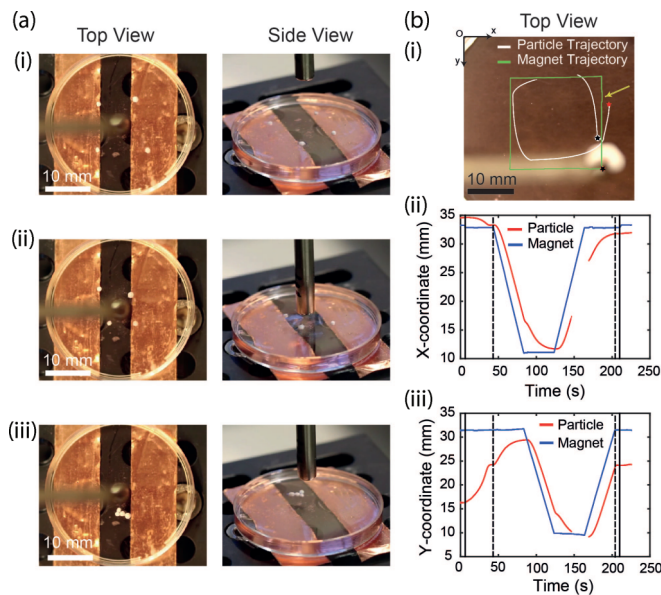 (a)
Top View
Side View
(i)
10 mm
(ii)
10 mm
(iii)
10 mm
(b)
Top View
(i)
O
x
y
Particle Trajectory
Magnet Trajectory
10 mm
(ii)
35
30
25
20
15
10
X-coordinate (mm)
Particle
Magnet
0 50 100 150 200 250
Time (s)
(iii)
35
30
25
20
15
10
5
Y-coordinate (mm)
Particle
Magnet
0 50 100 150 200 250
Time (s)